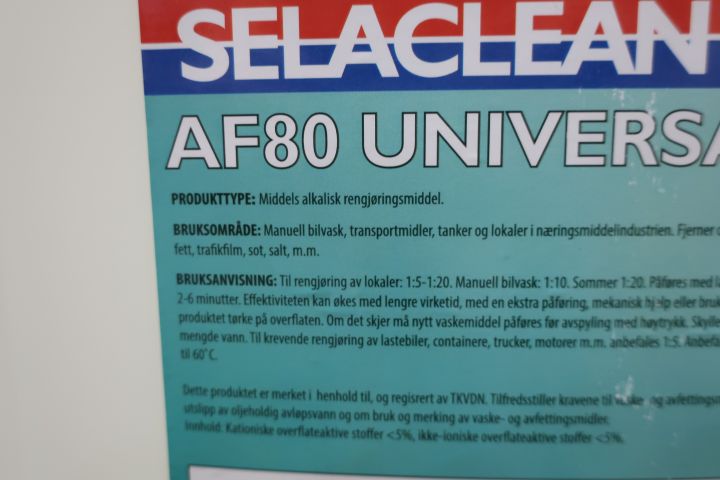 SELACLEAN
AF80 UNIVERSA
PRODUKTTYPE: Middels alkalisk rengjøringsmiddel.
BRUKSOMRÅDE: Manuell bilvask, transportmidler, tanker og lokaler i næringsmiddelindustrien. Fjerner
fett, trafikfilm, sot, salt, m.m.
BRUKSANVISNING: Til rengjøring av lokaler: 1:5-1:20. Manuell bilvask: 1:10. Sommer 1:20. Påføres med
2-6 minutter. Effektiviteten kan økes med lengre virketid, med en ekstra påføring, mekanisk hjelp eller
produktet tørke på overflaten. Om det skjer må nytt vaskemiddel påføres før avspyling med høytrykk.
mengde vann. Til krevende rengjøring av lastebiler, containere, trucker, motorer m.m. anbefales 1:5.
til 60°C.
Dette produktet er merket i henhold til, og regisrert av TKVDN. Tilfredsstiller kravene til vaske- og
utslipp av oljeholdig avløpsvann og om bruk og merking av vaske- og avfettingsmidler.
Innhold: Kationiske overflateaktive stoffer <5%, ikke-ioniske overflateaktive stoffer <5%.